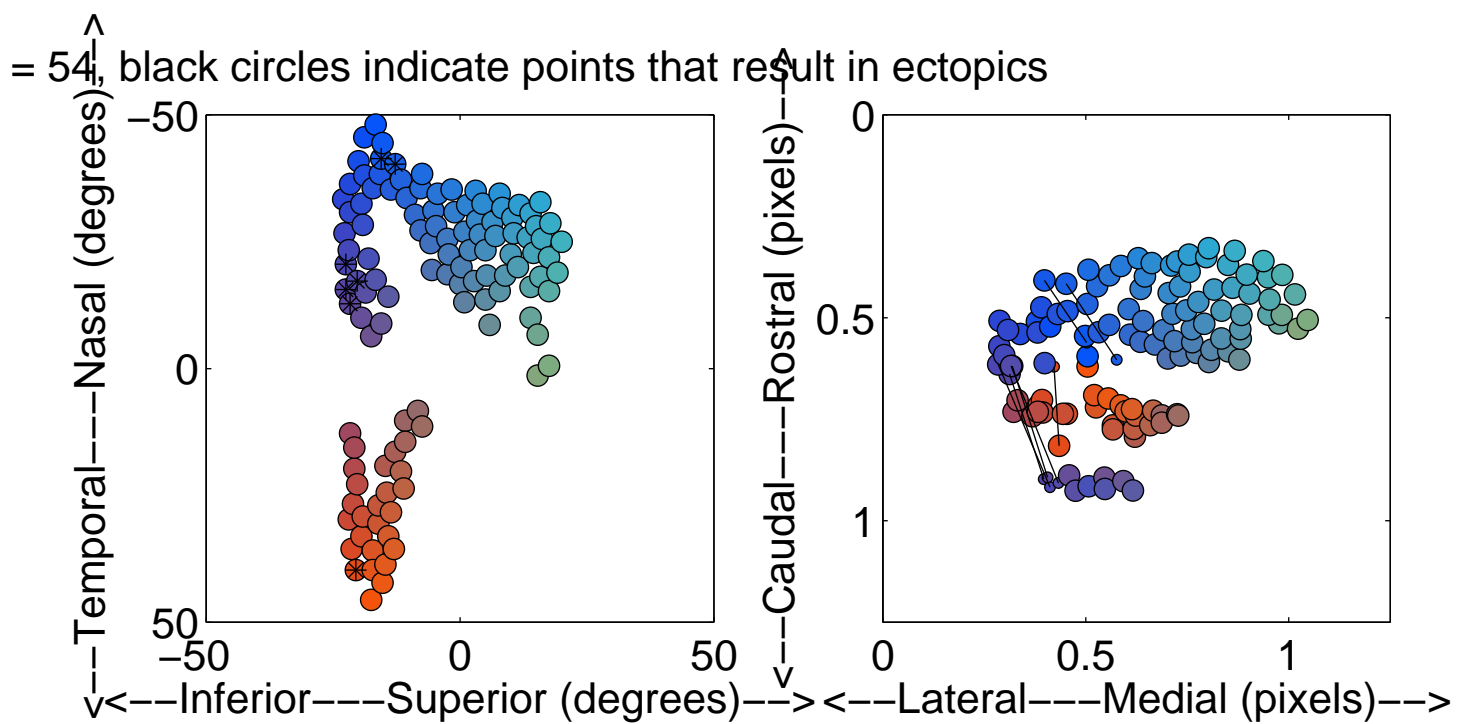 = 54, black circles indicate points that result in ectopics
<−−Temporal−−−Nasal (degrees)−−>
−50
0
50
−50
0
50
<−−Inferior−−−Superior (degrees)−−>
<−−Caudal−−−Rostral (pixels)−−>
0
0.5
1
0
0.5
1
<−−Lateral−−−Medial (pixels)−−>